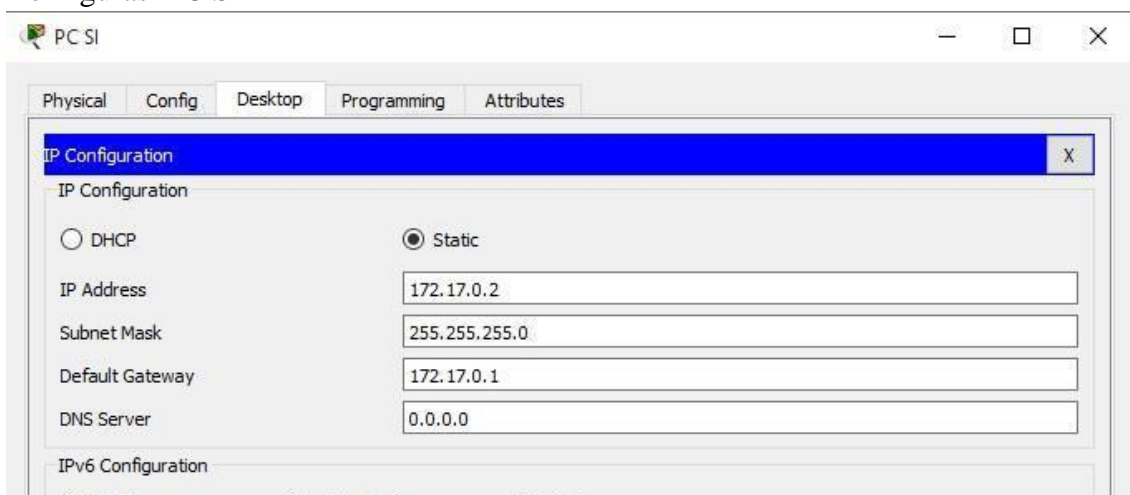 PC SI
Physical Config Desktop Programming Attributes
IP Configuration X
IP Configuration
DHCP Static
IP Address 172.17.0.2
Subnet Mask 255.255.255.0
Default Gateway 172.17.0.1
DNS Server 0.0.0.0
IPv6 Configuration